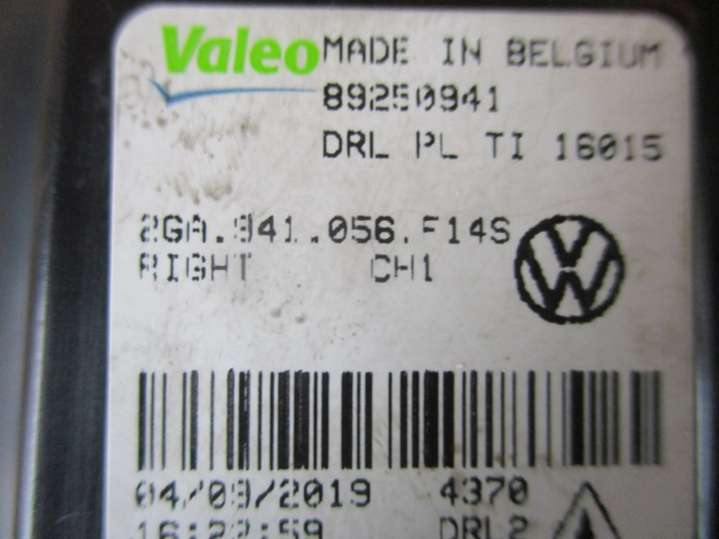 Valeo MADE IN BELGIUM
89250941
DRL PL TI 16015
2GA.941.056.F14S
RIGHT CH1
04/09/2019 4370
16:22:59 DRL2